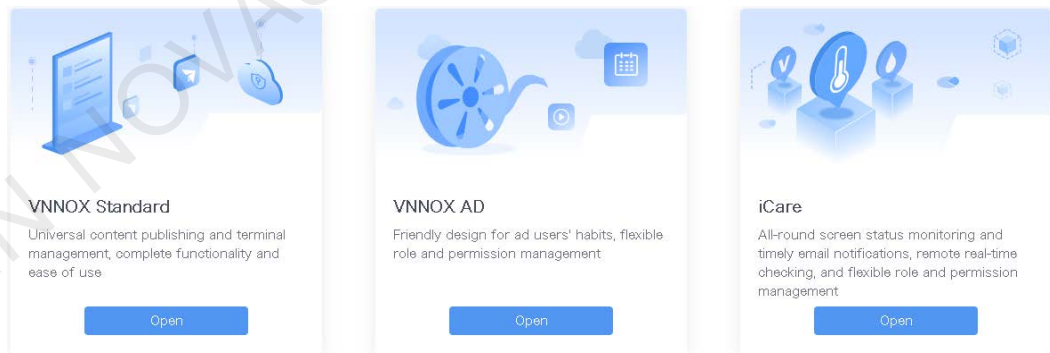 VNNOX Standard
Universal content publishing and terminal
management, complete functionality and
ease of use
Open
VNNOX AD
Friendly design for ad users' habits, flexible
role and permission management
Open
iCare
All-round screen status monitoring and
timely email notifications, remote real-time
checking, and flexible role and permission
management
Open